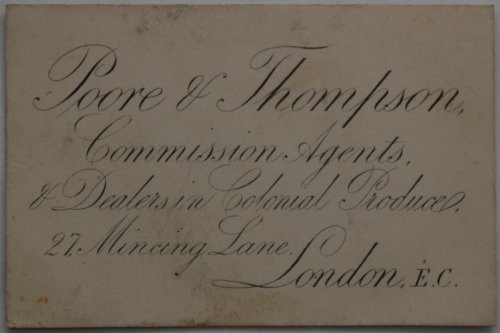 Poore & Thompson,
Commission Agents,
& Dealers in Colonial Produce,
27, Mincing Lane,
London, E.C.